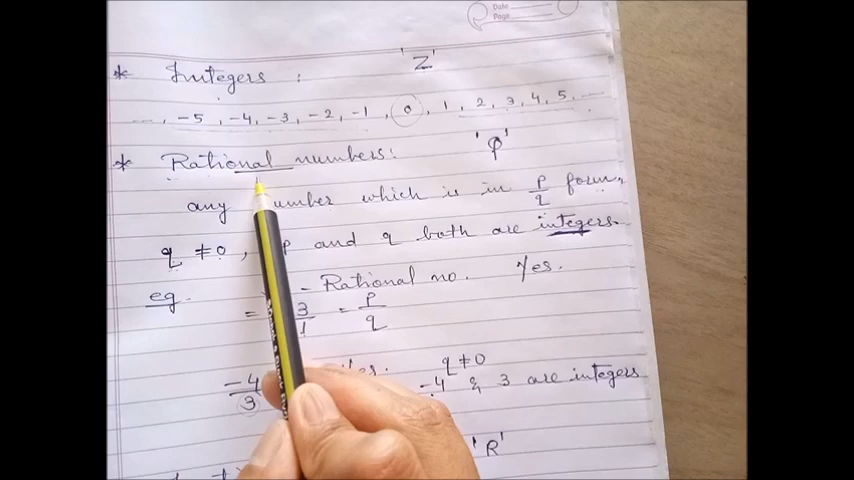 Date
Page
* Integers : 'Z'
..., -5, -4, -3, -2, -1, 0, 1, 2, 3, 4, 5, ...
* Rational numbers: 'φ'
any umber which is in p/q form,
q ≠ 0, p and q both are integers.
eg. - Rational no. Yes.
= 3/1 = p/q
-4/3 Yes. q ≠ 0
-4 & 3 are integers
'R'